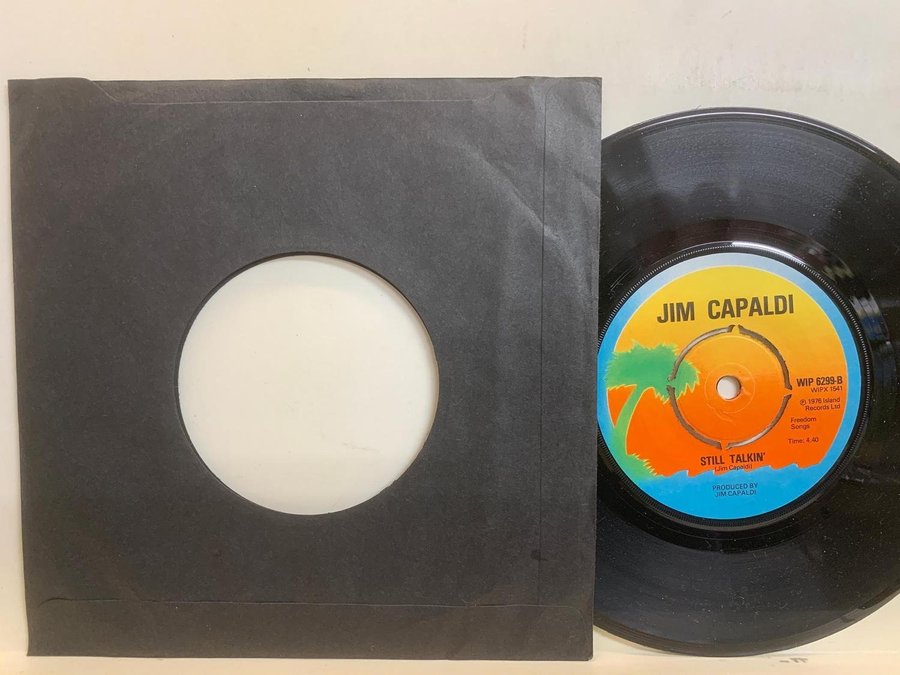 JIM CAPALDI
WIP 6299-B
WIPX 1541
℗ 1976 Island
Records Ltd
Freedom
Songs
Time: 4.40
STILL TALKIN'
(Jim Capaldi)
PRODUCED BY
JIM CAPALDI